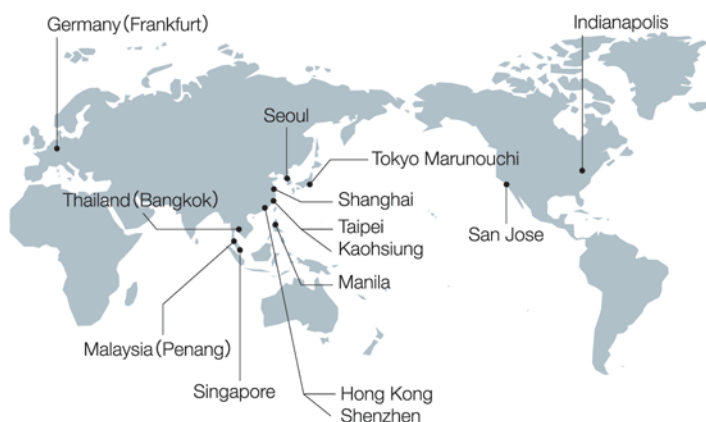 Germany(Frankfurt)
Indianapolis
Seoul
Tokyo Marunouchi
Thailand(Bangkok)
Shanghai
Taipei
Kaohsiung
San Jose
Manila
Malaysia(Penang)
Singapore
Hong Kong
Shenzhen